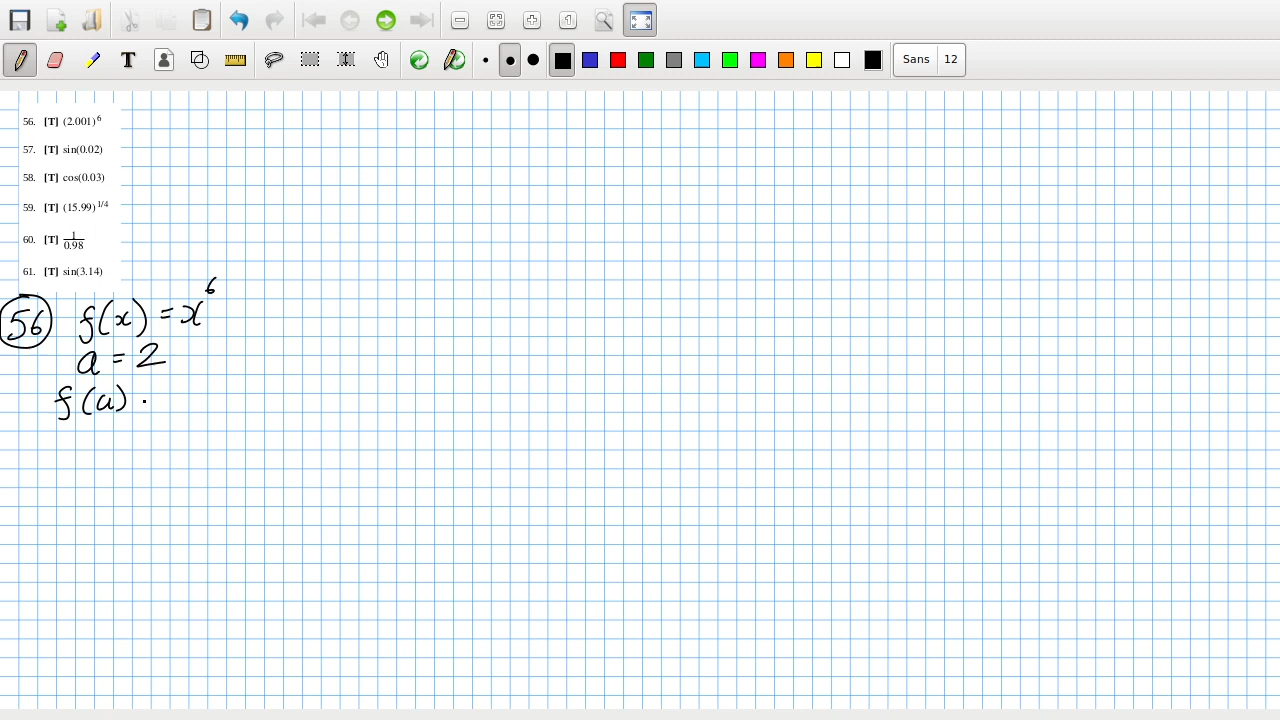 Sans 12
56. [T] (2.001)⁶
57. [T] sin(0.02)
58. [T] cos(0.03)
59. [T] (15.99)^1/4
60. [T] 1/0.98
61. [T] sin(3.14)
56 f(x) = x⁶
a = 2
f(a) ·